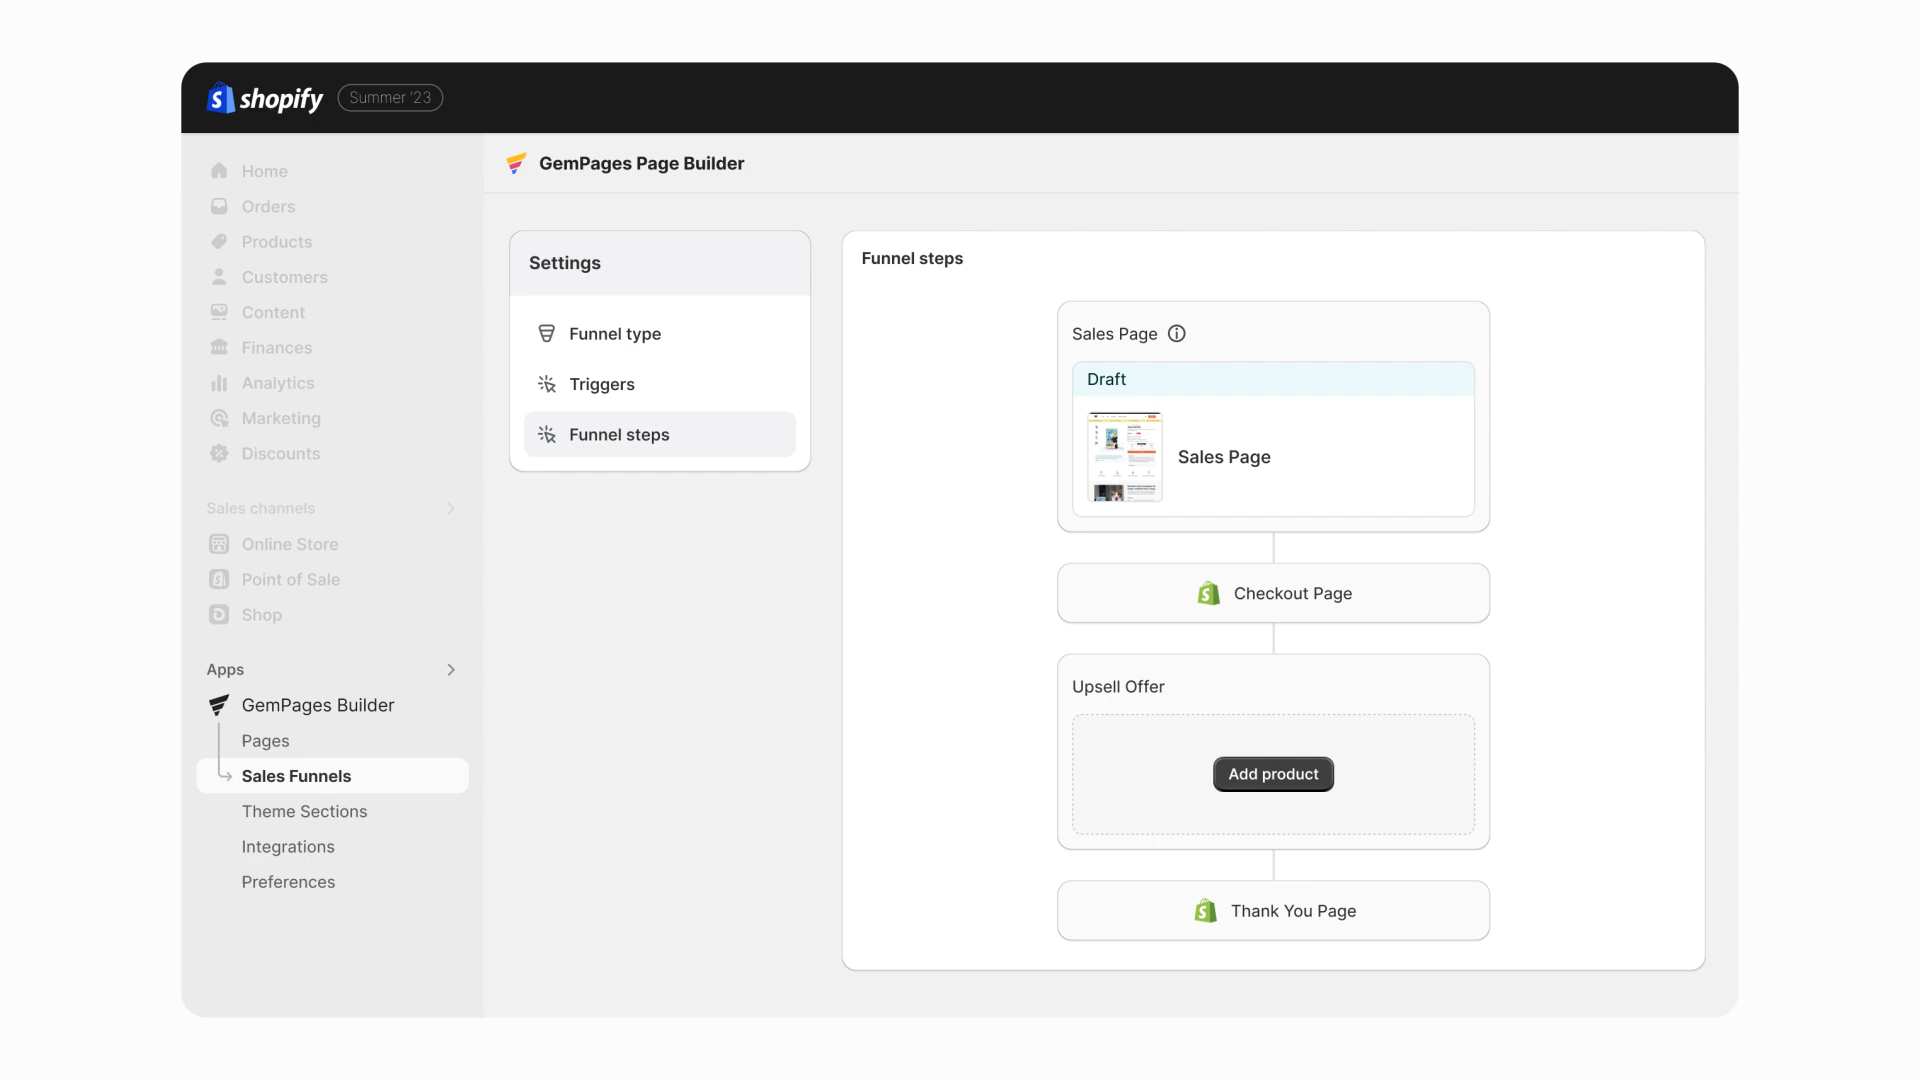 shopify
Summer '23
Home
Orders
Products
Customers
Content
Finances
Analytics
Marketing
Discounts
Sales channels
Online Store
Point of Sale
Shop
Apps
GemPages Builder
Pages
Sales Funnels
Theme Sections
Integrations
Preferences
GemPages Page Builder
Settings
Funnel type
Triggers
Funnel steps
Funnel steps
Sales Page
Draft
Sales Page
Checkout Page
Upsell Offer
Add product
Thank You Page